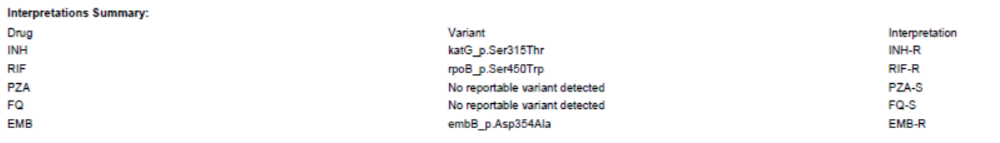 Interpretations Summary:
Drug Variant Interpretation
INH katG_p.Ser315Thr INH-R
RIF rpoB_p.Ser450Trp RIF-R
PZA No reportable variant detected PZA-S
FQ No reportable variant detected FQ-S
EMB embB_p.Asp354Ala EMB-R